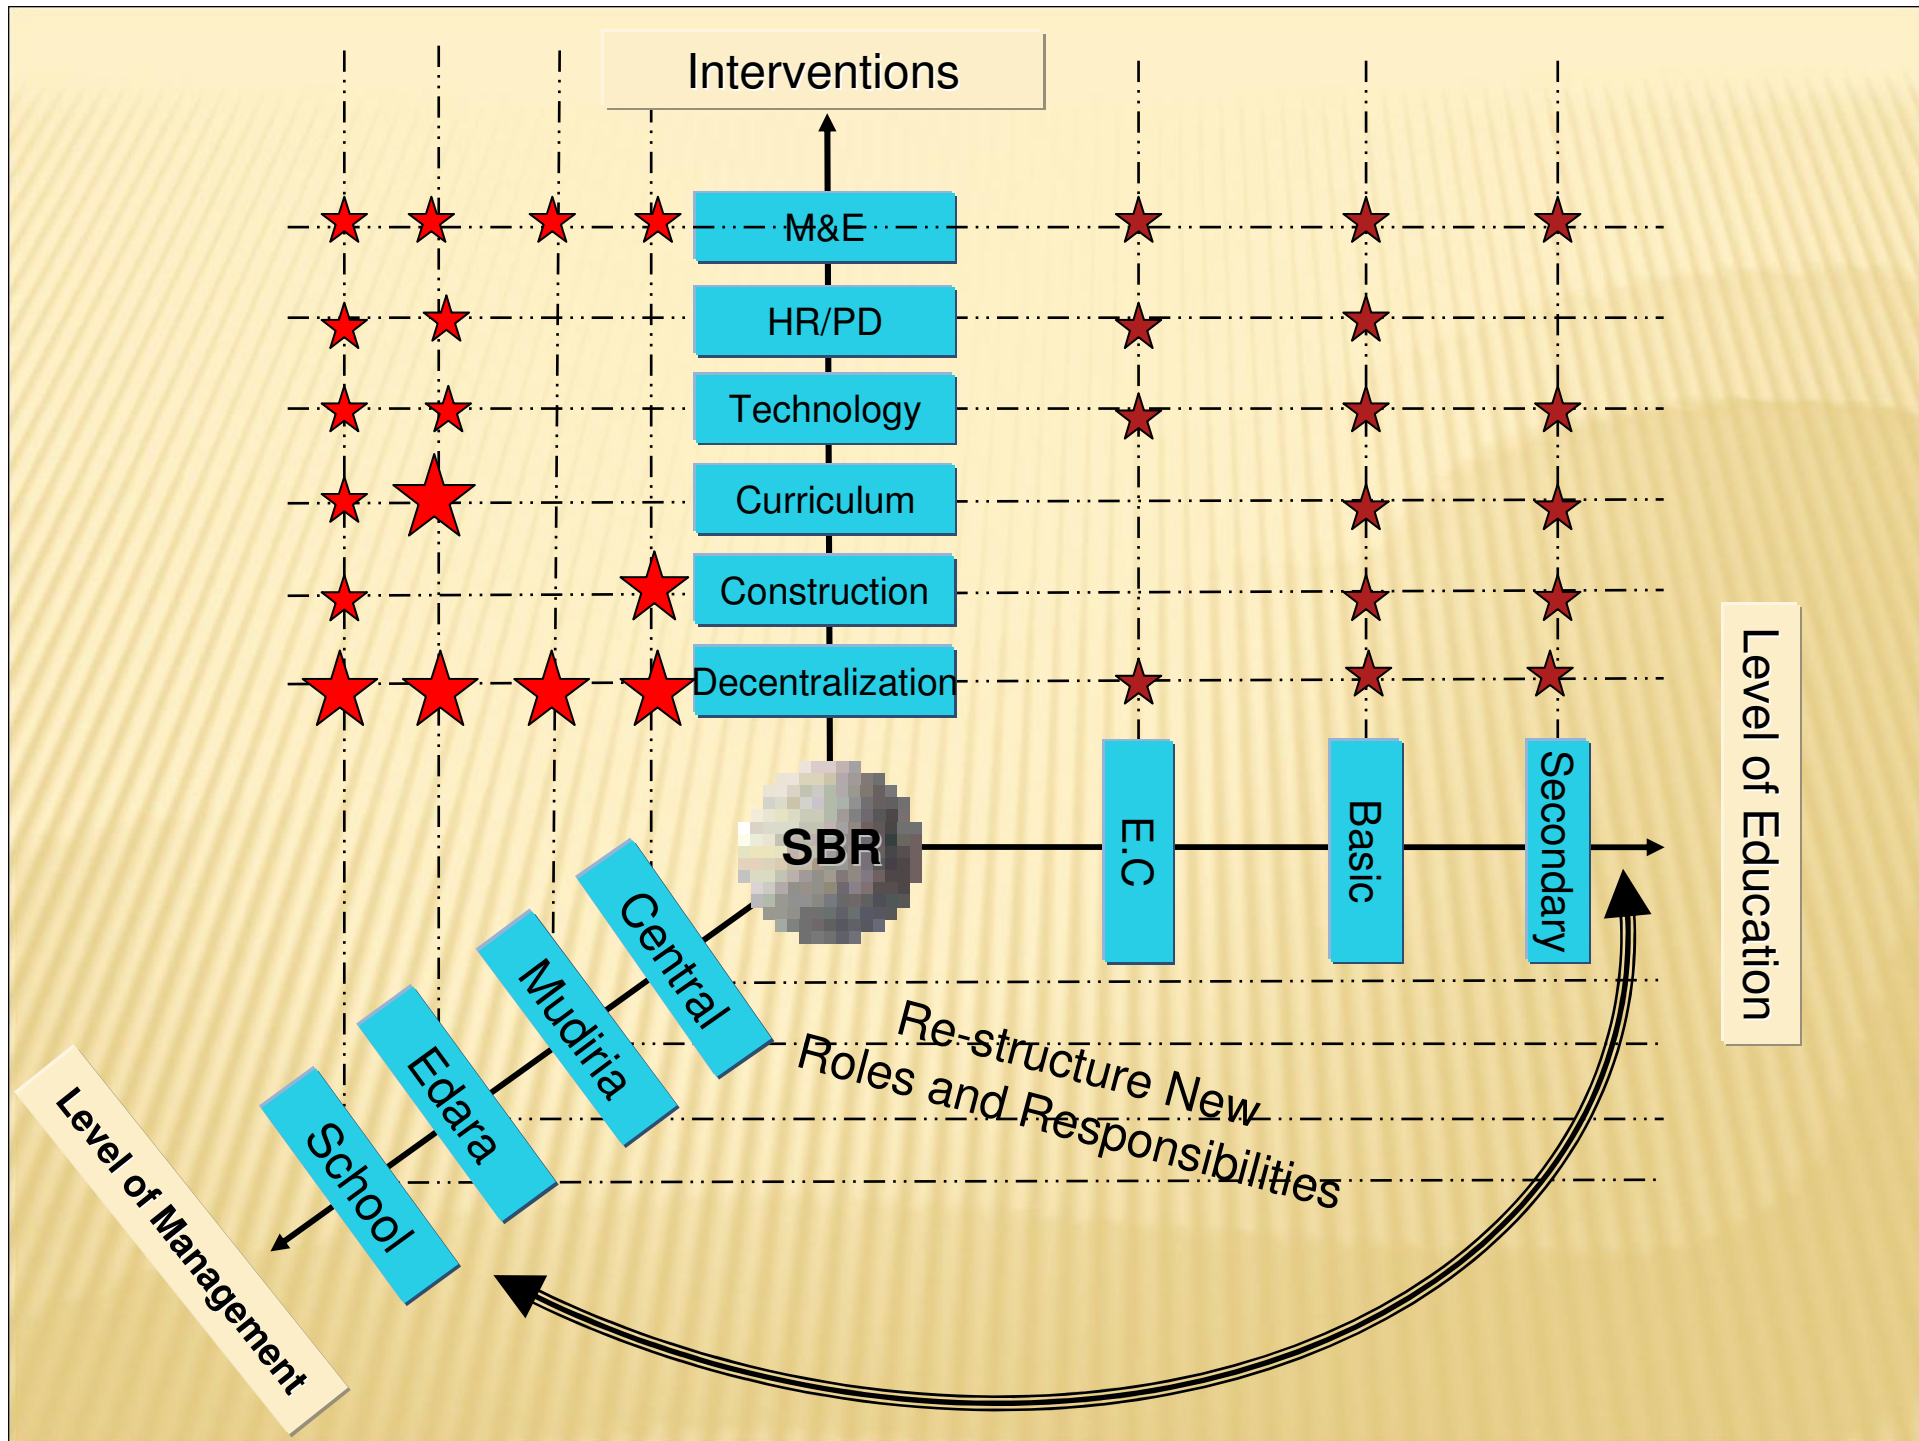 Interventions
M&E
HR/PD
Technology
Curriculum
Construction
Decentralization
SBR
E.C
Basic
Secondary
Level of Education
Central
Mudiria
Edara
School
Level of Management
Re-structure New
Roles and Responsibilities